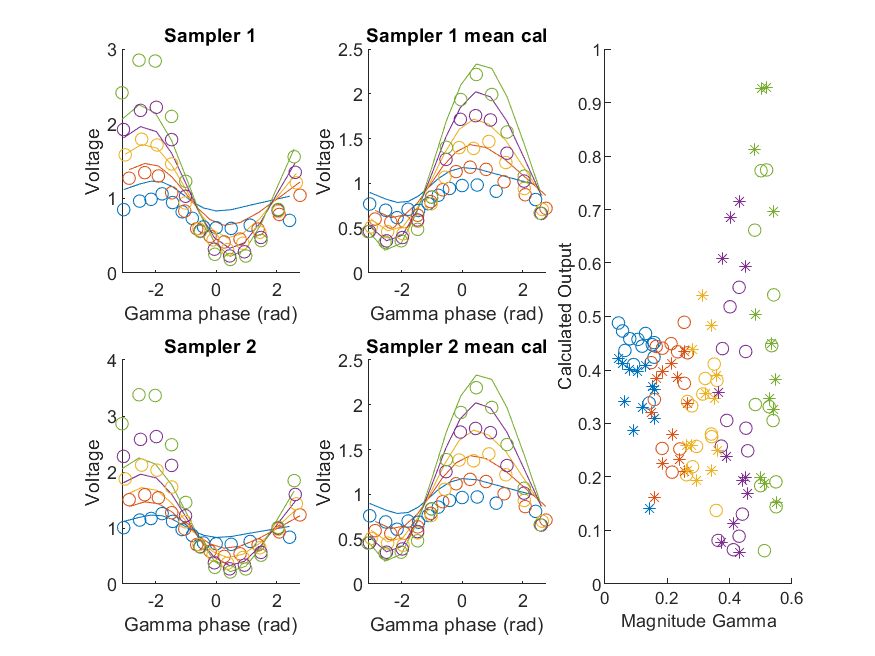 Sampler 1
3
2
1
0
Voltage
-2 0 2
Gamma phase (rad)
Sampler 1 mean cal
2.5
2
1.5
1
0.5
0
Voltage
-2 0 2
Gamma phase (rad)
Sampler 2
4
3
2
1
0
Voltage
-2 0 2
Gamma phase (rad)
Sampler 2 mean cal
2.5
2
1.5
1
0.5
0
Voltage
-2 0 2
Gamma phase (rad)
1
0.9
0.8
0.7
0.6
0.5
0.4
0.3
0.2
0.1
0
Calculated Output
0 0.2 0.4 0.6
Magnitude Gamma